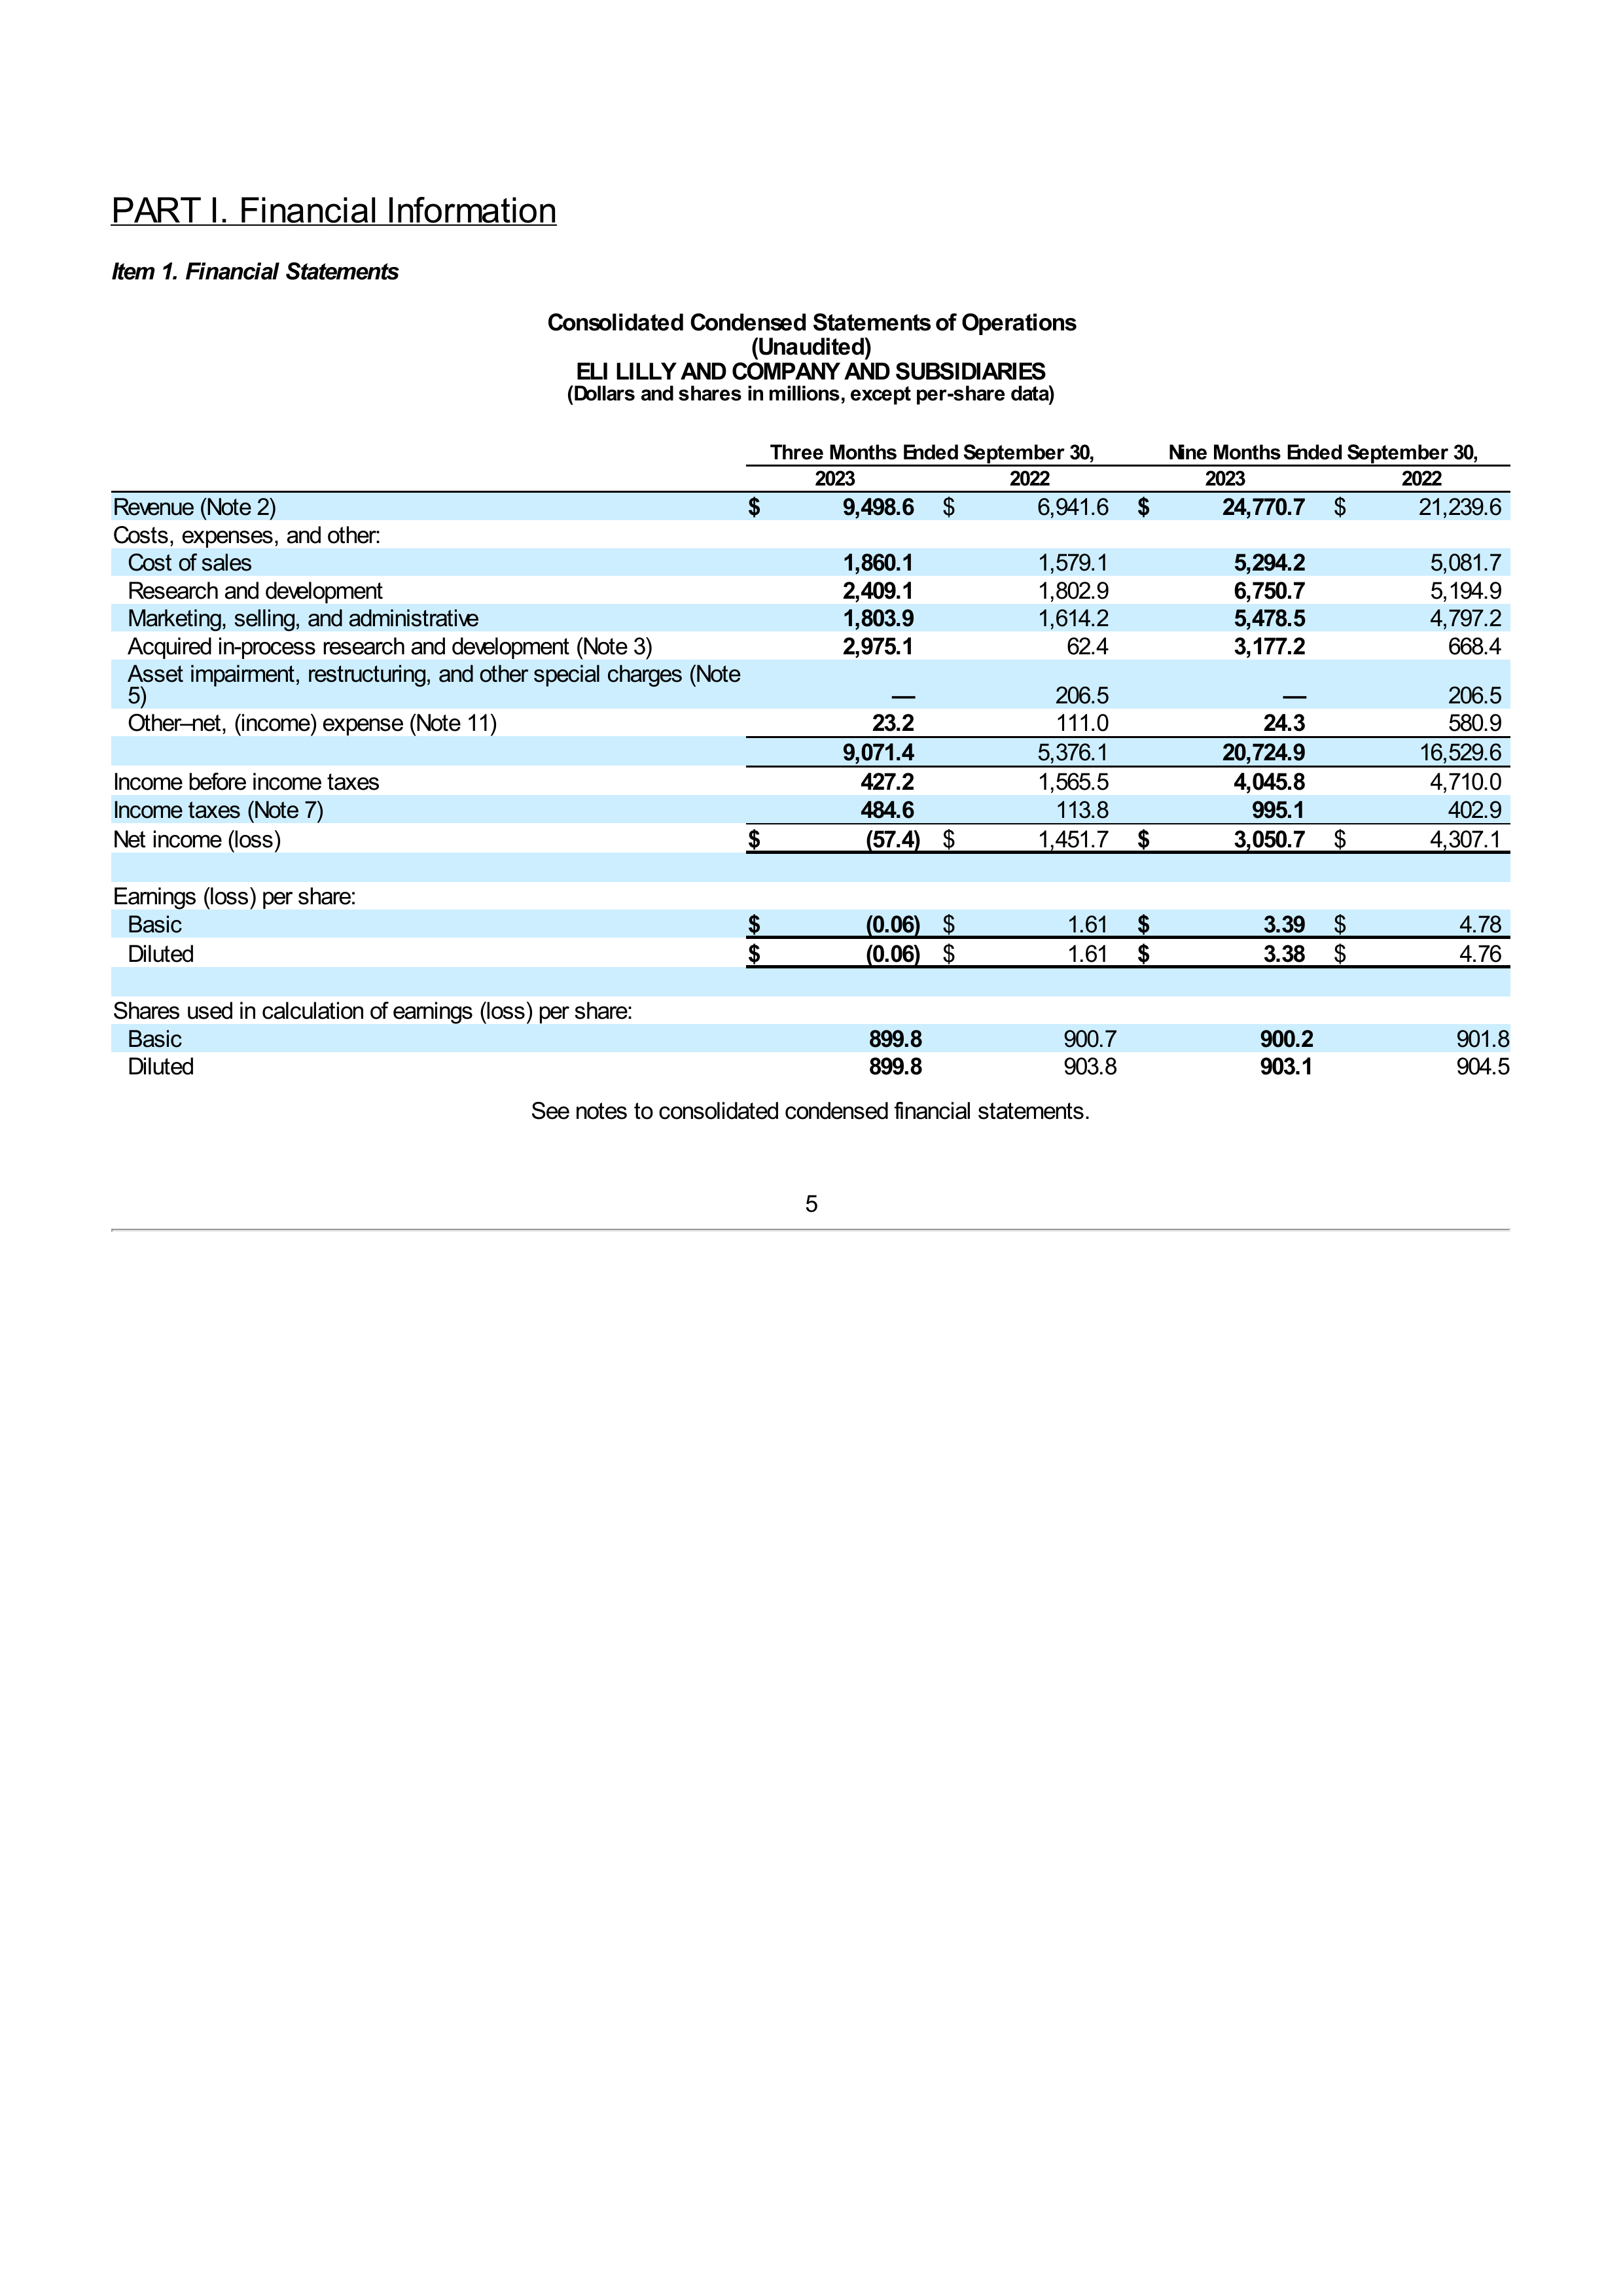 PART I. Financial Information
Item 1. Financial Statements
Consolidated Condensed Statements of Operations
(Unaudited)
ELI LILLY AND COMPANY AND SUBSIDIARIES
(Dollars and shares in millions, except per-share data)
Three Months Ended September 30, Nine Months Ended September 30,
2023 2022 2023 2022
Revenue (Note 2) $ 9,498.6 $ 6,941.6 $ 24,770.7 $ 21,239.6
Costs, expenses, and other:
Cost of sales 1,860.1 1,579.1 5,294.2 5,081.7
Research and development 2,409.1 1,802.9 6,750.7 5,194.9
Marketing, selling, and administrative 1,803.9 1,614.2 5,478.5 4,797.2
Acquired in-process research and development (Note 3) 2,975.1 62.4 3,177.2 668.4
Asset impairment, restructuring, and other special charges (Note
5) — 206.5 — 206.5
Other–net, (income) expense (Note 11) 23.2 111.0 24.3 580.9
9,071.4 5,376.1 20,724.9 16,529.6
Income before income taxes 427.2 1,565.5 4,045.8 4,710.0
Income taxes (Note 7) 484.6 113.8 995.1 402.9
Net income (loss) $ (57.4) $ 1,451.7 $ 3,050.7 $ 4,307.1
Earnings (loss) per share:
Basic $ (0.06) $ 1.61 $ 3.39 $ 4.78
Diluted $ (0.06) $ 1.61 $ 3.38 $ 4.76
Shares used in calculation of earnings (loss) per share:
Basic 899.8 900.7 900.2 901.8
Diluted 899.8 903.8 903.1 904.5
See notes to consolidated condensed financial statements.
5